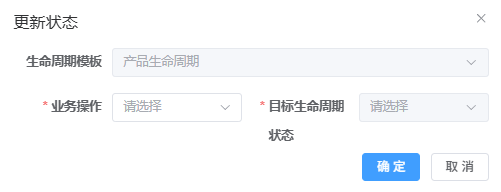 更新状态
生命周期模板 产品生命周期
* 业务操作 请选择 * 目标生命周期状态 请选择
确 定 取 消